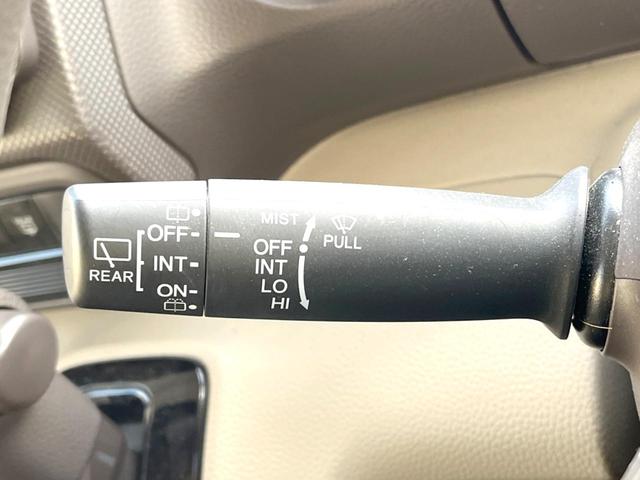 REAR
OFF
INT
ON
MIST
OFF
INT
LO
HI
PULL